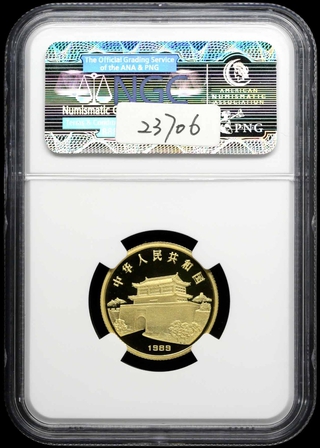 The Official Grading Service
of the ANA & PNG
NGC
Numismatic G
AMERICAN
NUMISMATIC
ASSOCIATION
PNG
23706
中华人民共和国
1989